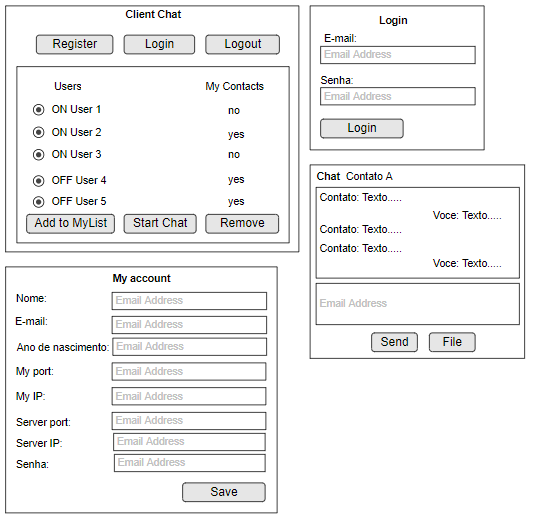 Client Chat
Register Login Logout
Users My Contacts
ON User 1 no
ON User 2 yes
ON User 3 no
OFF User 4 yes
OFF User 5 yes
Add to MyList Start Chat Remove
Login
E-mail:
Email Address
Senha:
Email Address
Login
Chat Contato A
Contato: Texto.....
Voce: Texto.....
Contato: Texto.....
Contato: Texto.....
Voce: Texto.....
Email Address
Send File
My account
Nome: Email Address
E-mail: Email Address
Ano de nascimento: Email Address
My port: Email Address
My IP: Email Address
Server port: Email Address
Server IP: Email Address
Senha: Email Address
Save